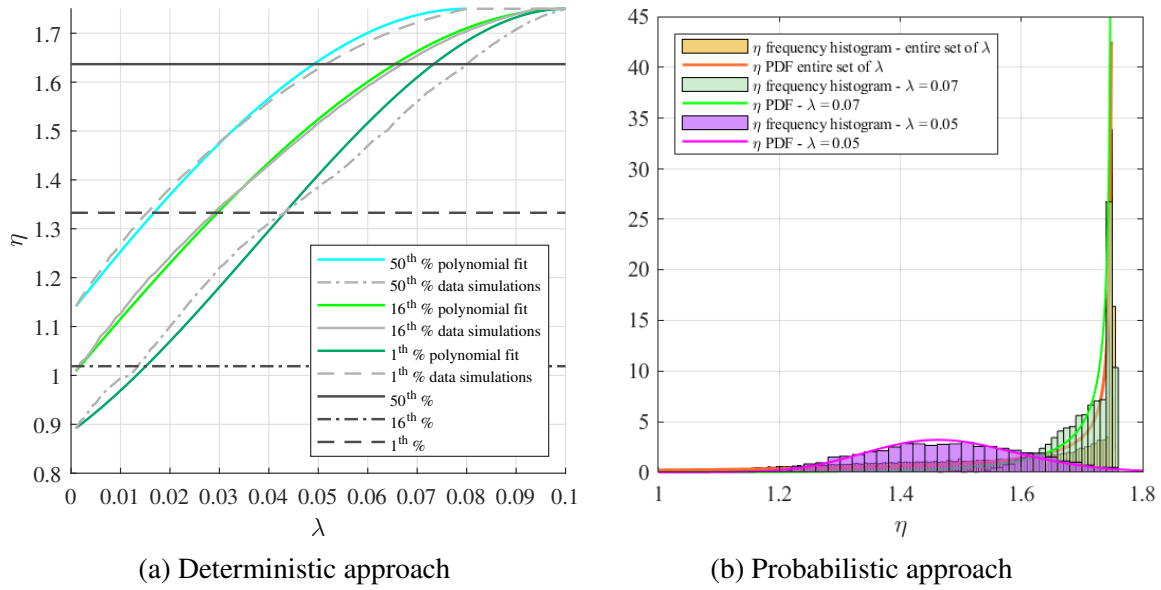 1.7
1.6
1.5
1.4
1.3
1.2
1.1
1
0.9
0.8
η
0 0.01 0.02 0.03 0.04 0.05 0.06 0.07 0.08 0.09 0.1
λ
50th % polynomial fit
50th % data simulations
16th % polynomial fit
16th % data simulations
1th % polynomial fit
1th % data simulations
50th %
16th %
1th %
(a) Deterministic approach
45
40
35
30
25
20
15
10
5
0
η frequency histogram - entire set of λ
η PDF entire set of λ
η frequency histogram - λ = 0.07
η PDF - λ = 0.07
η frequency histogram - λ = 0.05
η PDF - λ = 0.05
1 1.2 1.4 1.6 1.8
η
(b) Probabilistic approach